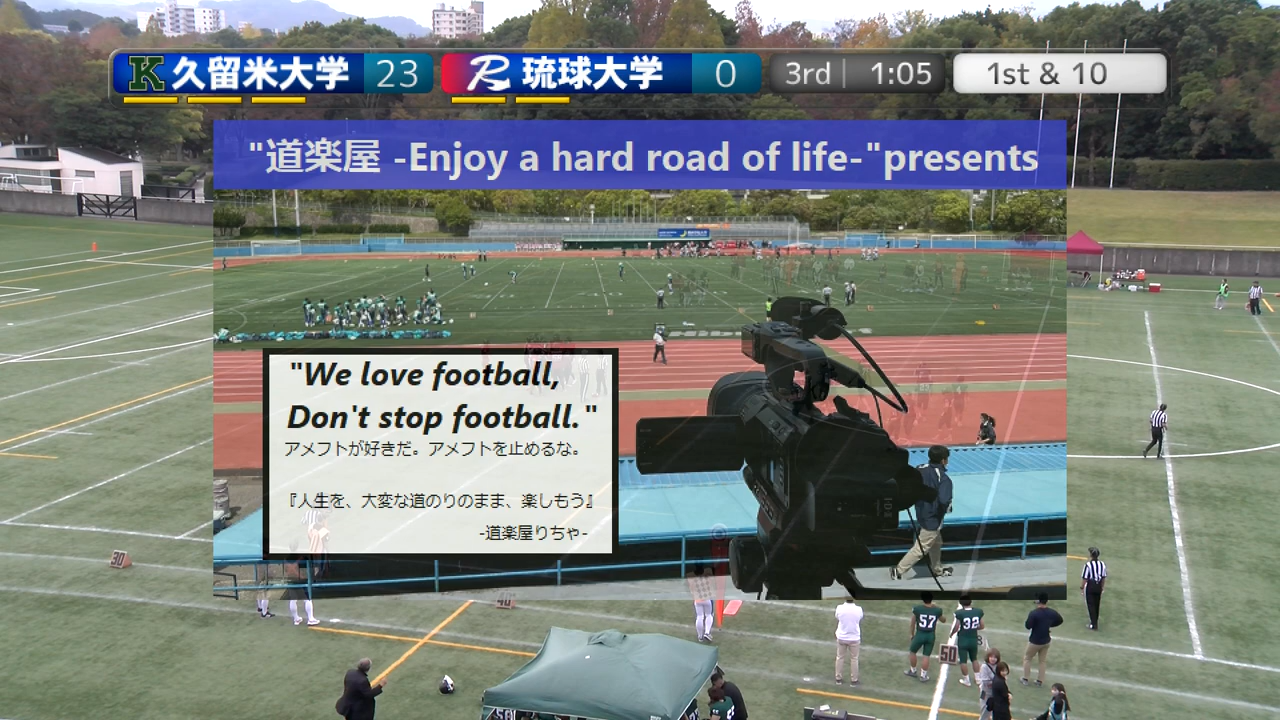 K 久留米大学 23 R 琉球大学 0 3rd 1:05 1st & 10
"道楽屋 -Enjoy a hard road of life-"presents
"We love football,
Don't stop football."
アメフトが好きだ。アメフトを止めるな。
『人生を、大変な道のりのまま、楽しもう』
-道楽屋りちゃ-
30
40
57 32
50